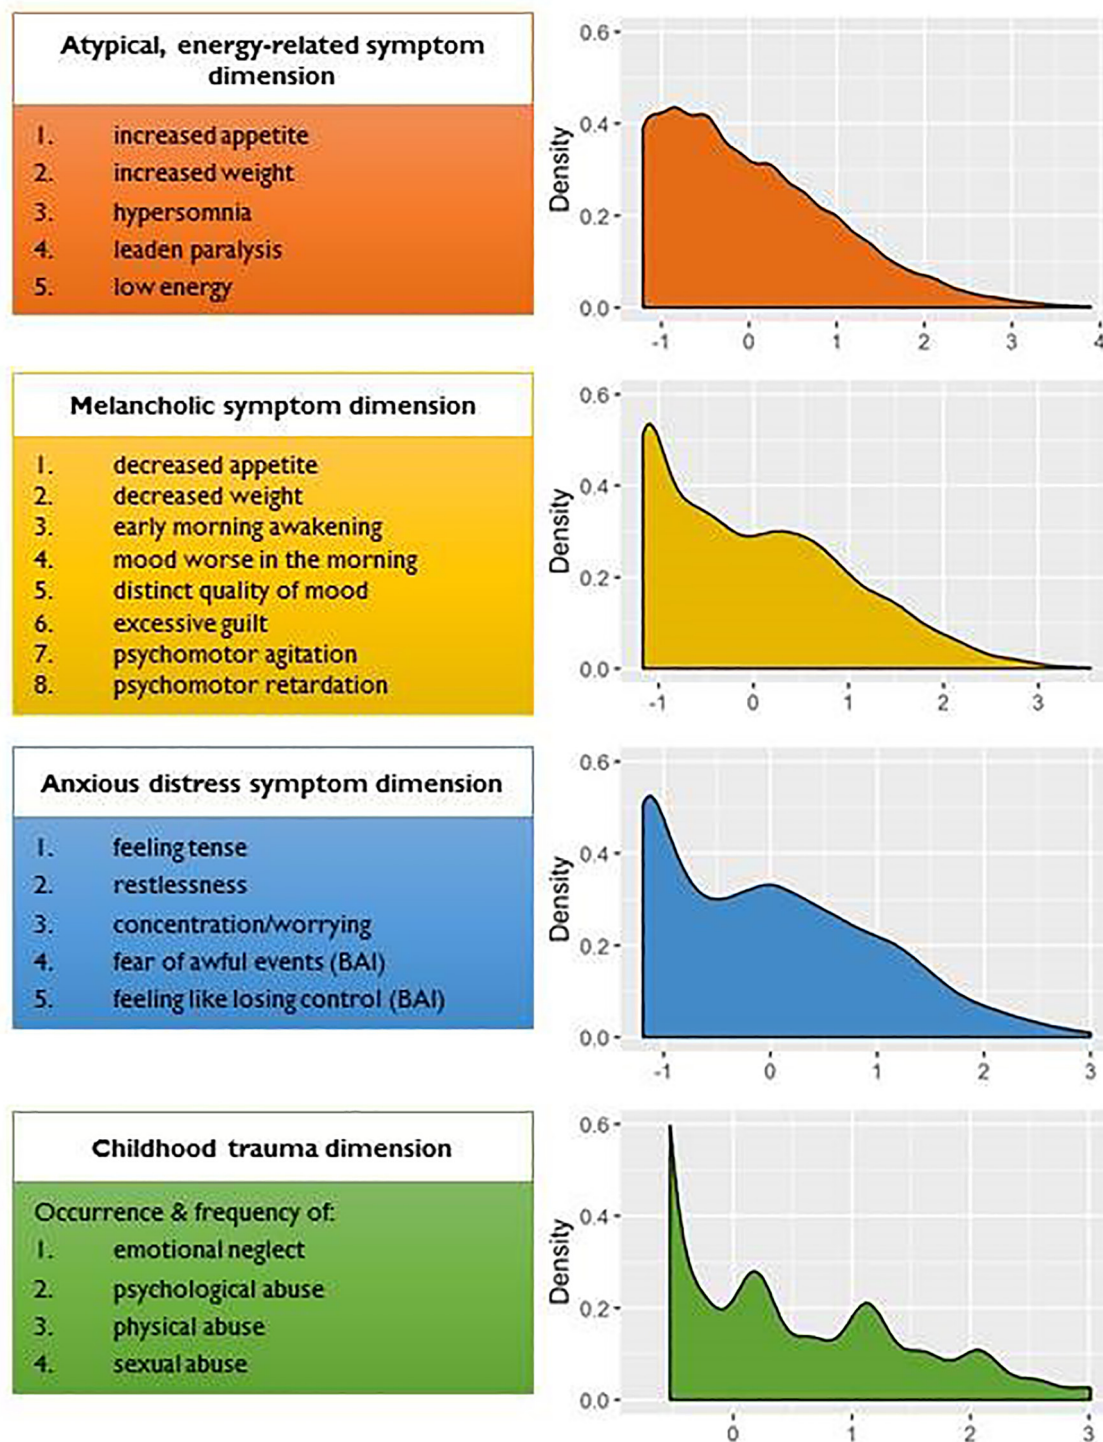 Atypical, energy-related symptom
dimension
1. increased appetite
2. increased weight
3. hypersomnia
4. leaden paralysis
5. low energy
Density
0.6
0.4
0.2
0.0
-1 0 1 2 3 4
Melancholic symptom dimension
1. decreased appetite
2. decreased weight
3. early morning awakening
4. mood worse in the morning
5. distinct quality of mood
6. excessive guilt
7. psychomotor agitation
8. psychomotor retardation
Density
0.6
0.4
0.2
0.0
-1 0 1 2 3
Anxious distress symptom dimension
1. feeling tense
2. restlessness
3. concentration/worrying
4. fear of awful events (BAI)
5. feeling like losing control (BAI)
Density
0.6
0.4
0.2
0.0
-1 0 1 2 3
Childhood trauma dimension
Occurrence & frequency of:
1. emotional neglect
2. psychological abuse
3. physical abuse
4. sexual abuse
Density
0.6
0.4
0.2
0.0
0 1 2 3